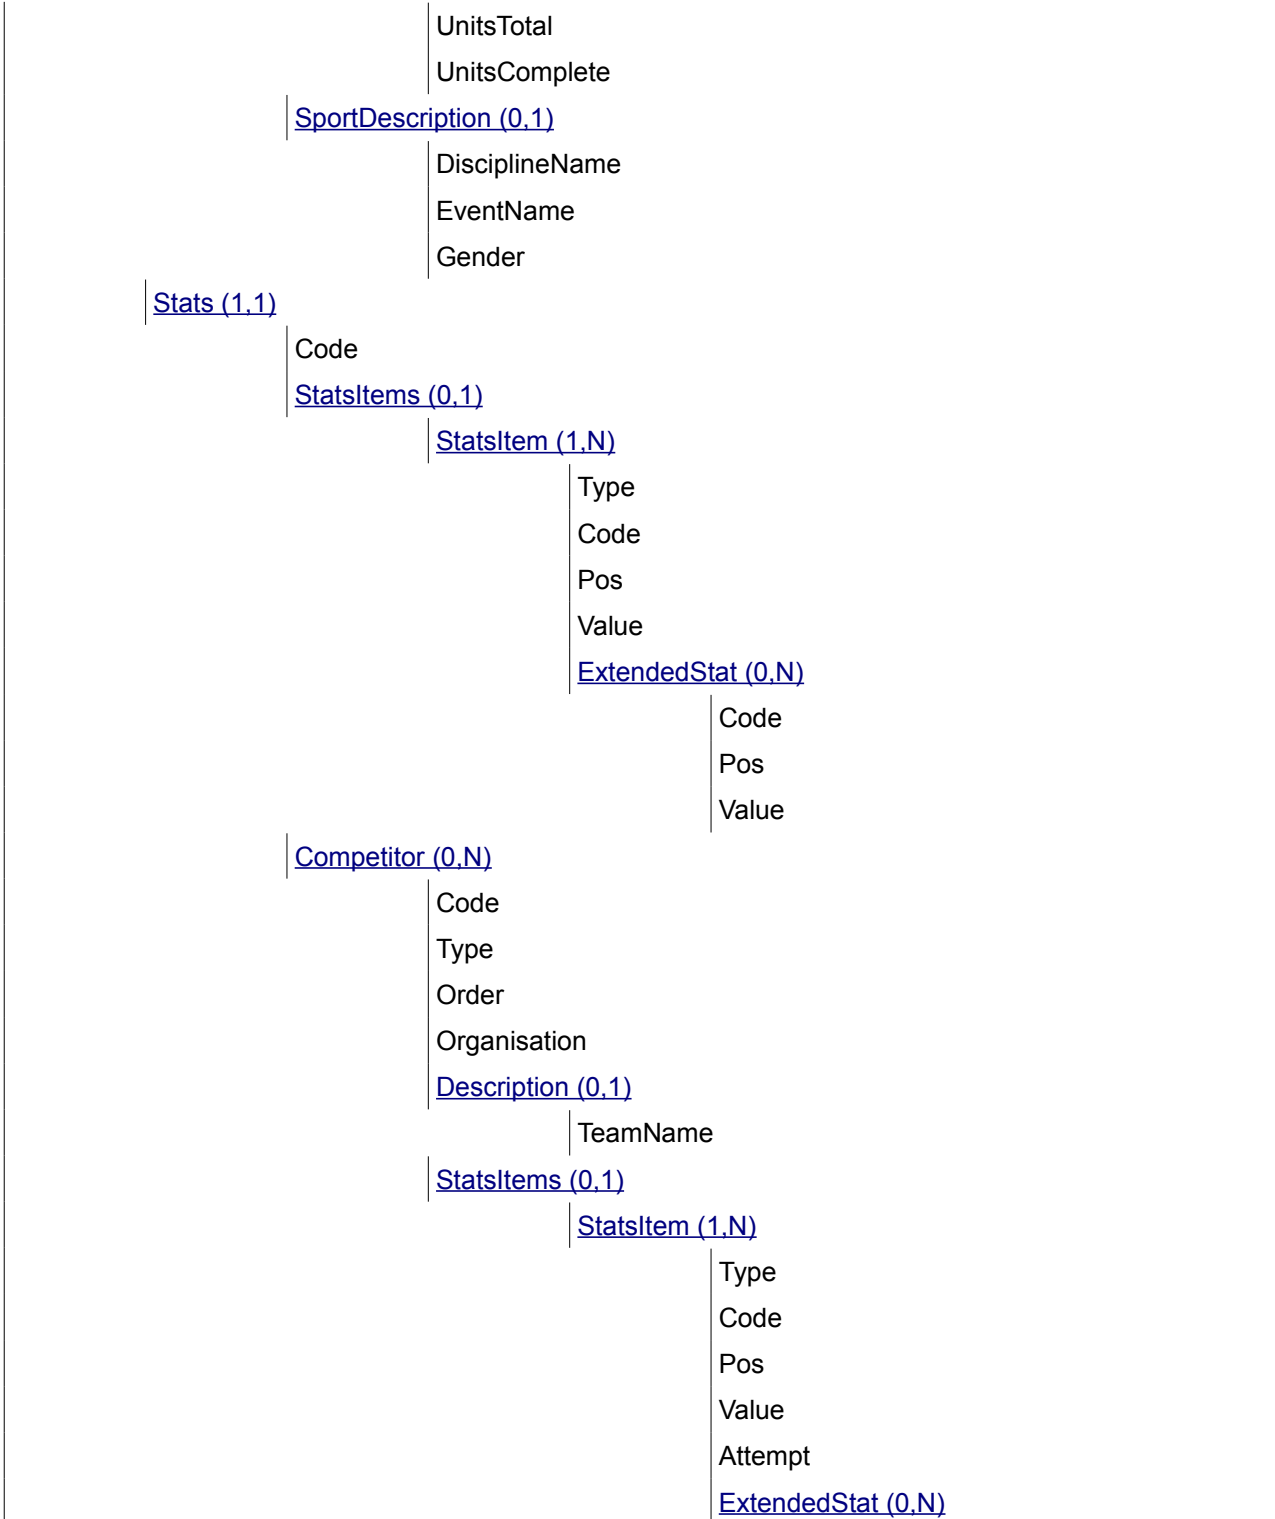 UnitsTotal
UnitsComplete
SportDescription (0,1)
DisciplineName
EventName
Gender
Stats (1,1)
Code
StatsItems (0,1)
StatsItem (1,N)
Type
Code
Pos
Value
ExtendedStat (0,N)
Code
Pos
Value
Competitor (0,N)
Code
Type
Order
Organisation
Description (0,1)
TeamName
StatsItems (0,1)
StatsItem (1,N)
Type
Code
Pos
Value
Attempt
ExtendedStat (0,N)